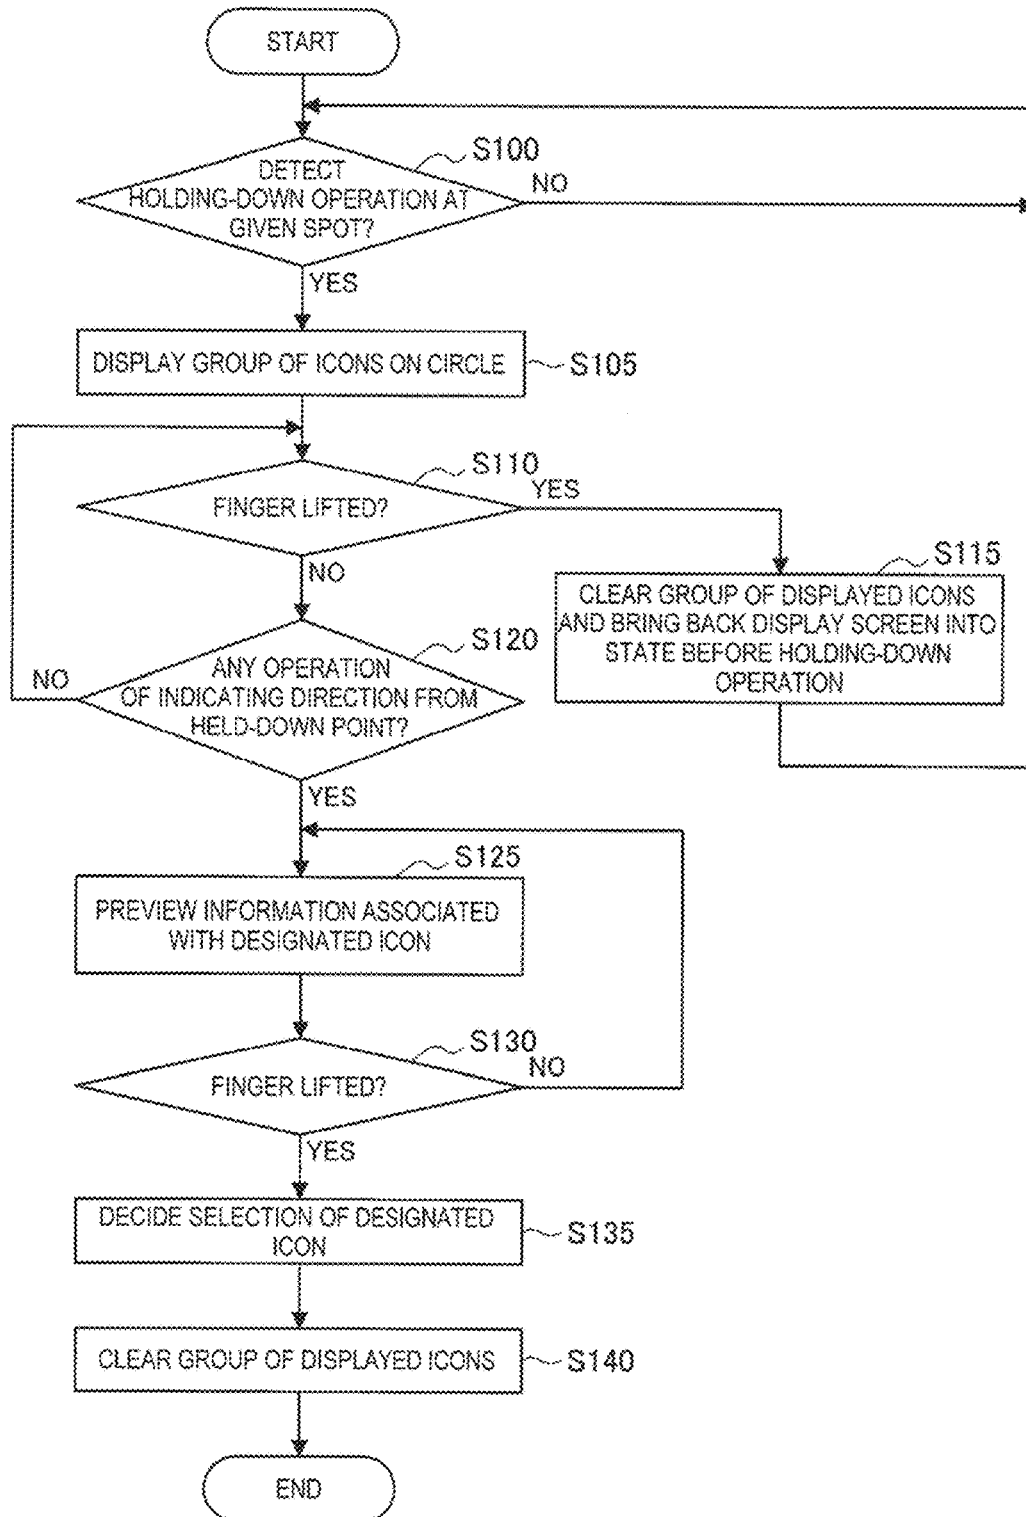 START
S100
DETECT
HOLDING-DOWN OPERATION AT
GIVEN SPOT?
NO
YES
DISPLAY GROUP OF ICONS ON CIRCLE
S105
S110
FINGER LIFTED?
YES
NO
S115
CLEAR GROUP OF DISPLAYED ICONS
AND BRING BACK DISPLAY SCREEN INTO
STATE BEFORE HOLDING-DOWN
OPERATION
S120
ANY OPERATION
OF INDICATING DIRECTION FROM
HELD-DOWN POINT?
NO
YES
S125
PREVIEW INFORMATION ASSOCIATED
WITH DESIGNATED ICON
S130
FINGER LIFTED?
NO
YES
DECIDE SELECTION OF DESIGNATED
ICON
S135
CLEAR GROUP OF DISPLAYED ICONS
S140
END